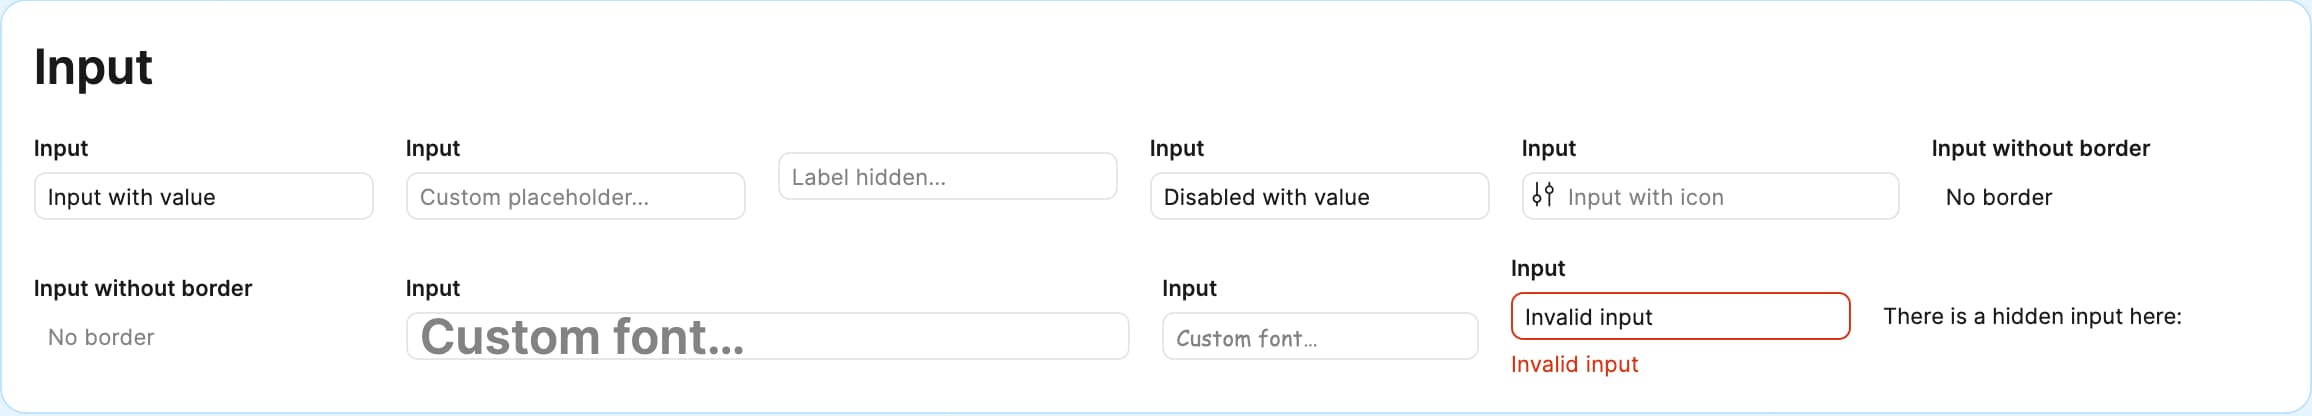 Input
Input
Input with value
Input
Custom placeholder...
Label hidden...
Input
Disabled with value
Input
Input with icon
Input without border
No border
Input without border
No border
Input
Custom font...
Input
Custom font...
Input
Invalid input
Invalid input
There is a hidden input here: